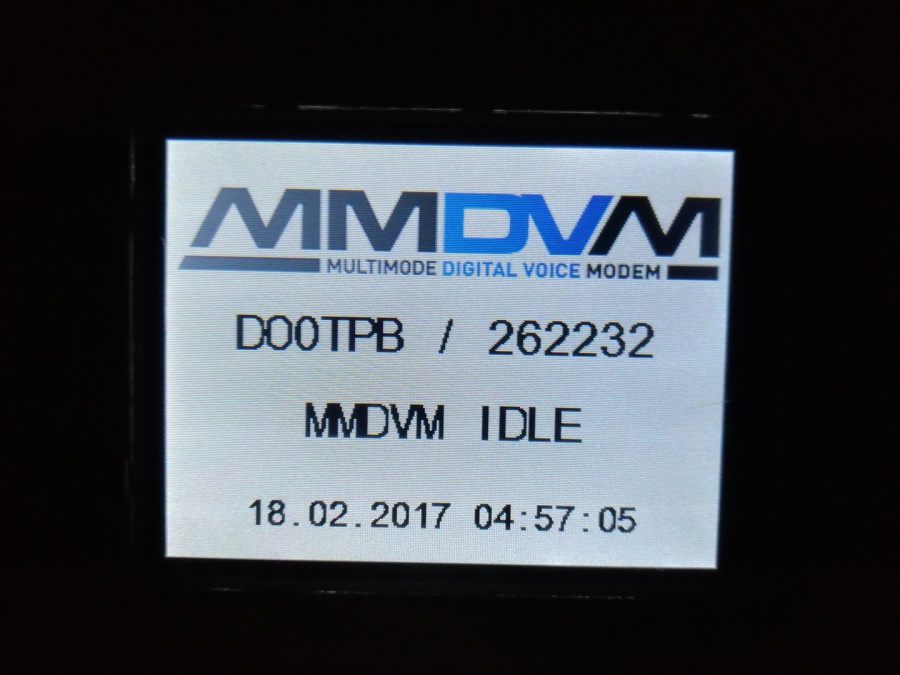 MMDVM
MULTIMODE DIGITAL VOICE MODEM
DO0TPB / 262232
MMDVM IDLE
18.02.2017 04:57:05